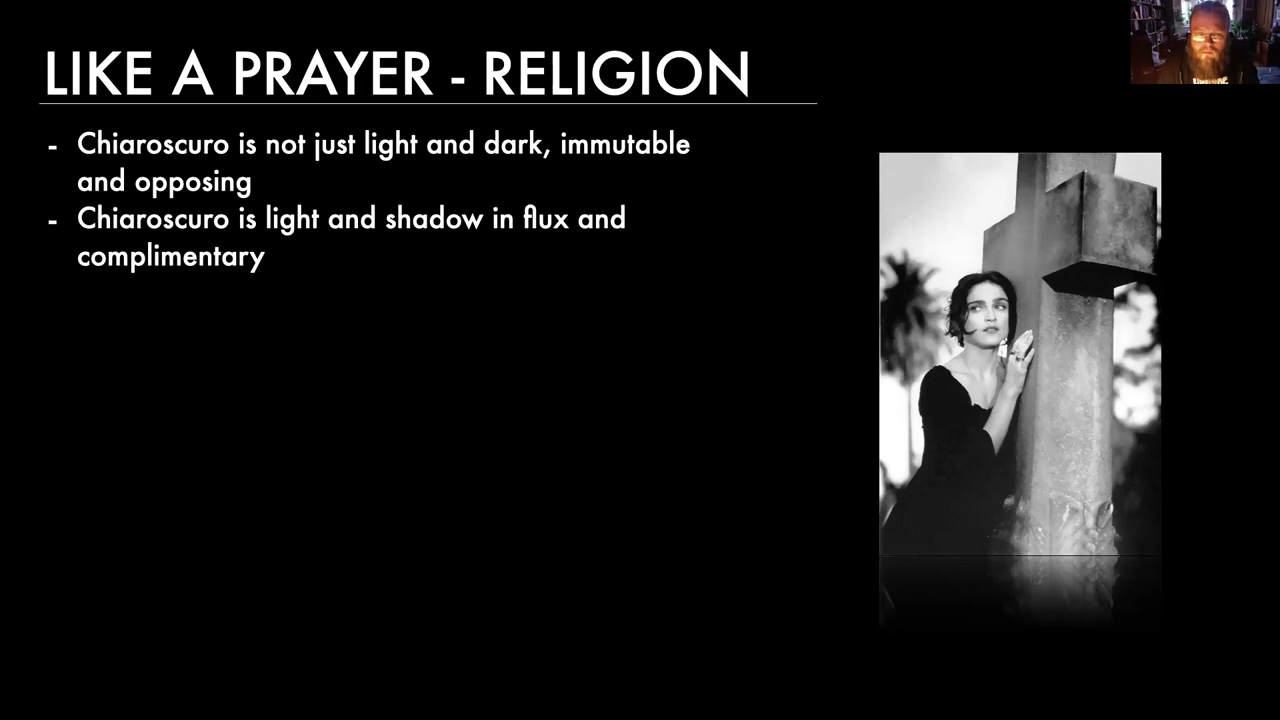 LIKE A PRAYER - RELIGION
- Chiaroscuro is not just light and dark, immutable
and opposing
- Chiaroscuro is light and shadow in flux and
complimentary